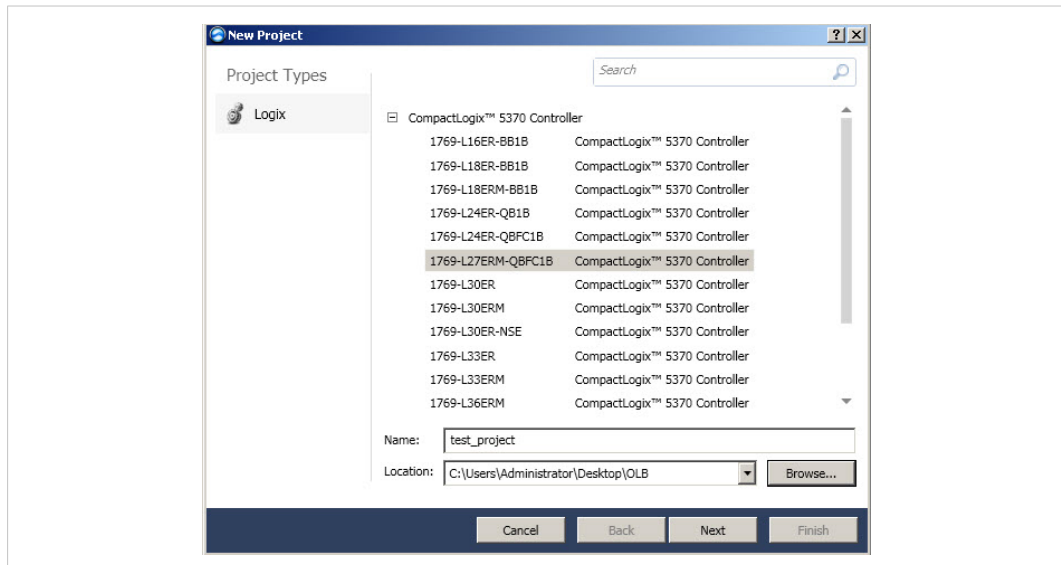 New Project
Project Types
Search
Logix
CompactLogix™ 5370 Controller
1769-L16ER-BB1B CompactLogix™ 5370 Controller
1769-L18ER-BB1B CompactLogix™ 5370 Controller
1769-L18ERM-BB1B CompactLogix™ 5370 Controller
1769-L24ER-QB1B CompactLogix™ 5370 Controller
1769-L24ER-QBFC1B CompactLogix™ 5370 Controller
1769-L27ERM-QBFC1B CompactLogix™ 5370 Controller
1769-L30ER CompactLogix™ 5370 Controller
1769-L30ERM CompactLogix™ 5370 Controller
1769-L30ER-NSE CompactLogix™ 5370 Controller
1769-L33ER CompactLogix™ 5370 Controller
1769-L33ERM CompactLogix™ 5370 Controller
1769-L36ERM CompactLogix™ 5370 Controller
Name: test_project
Location: C:\Users\Administrator\Desktop\OLB Browse...
Cancel Back Next Finish